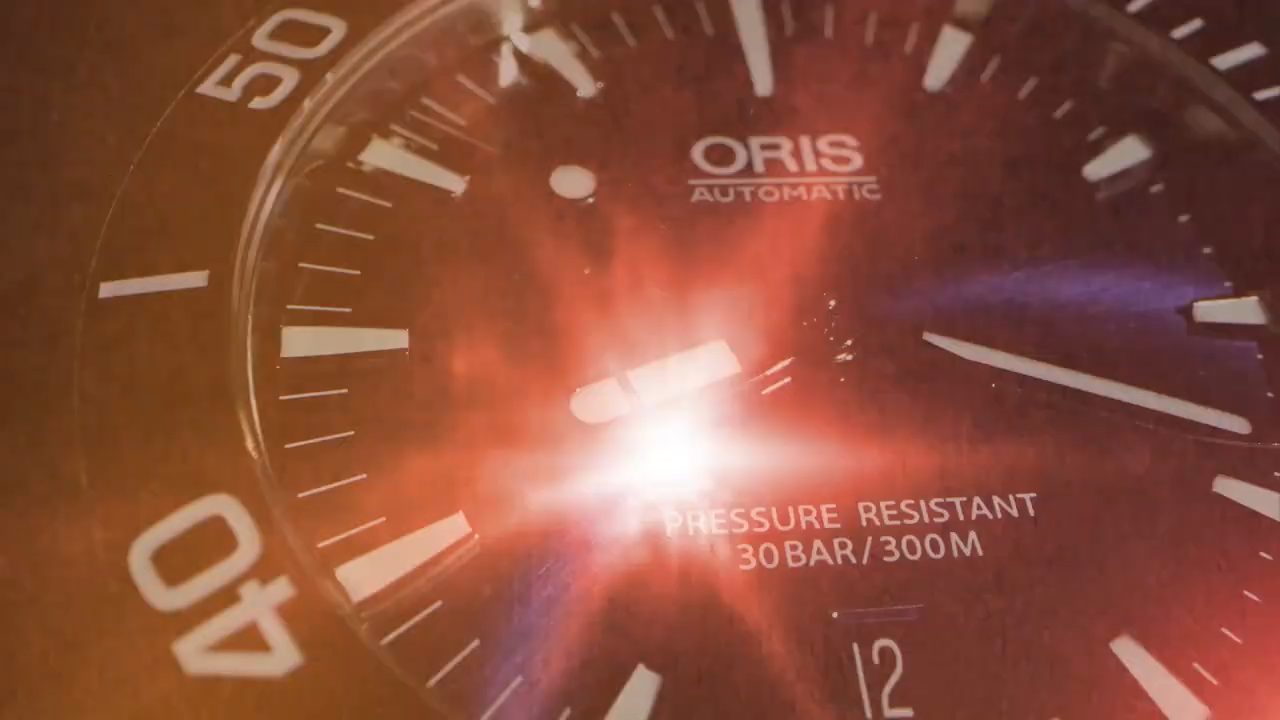 50
ORIS
AUTOMATIC
PRESSURE RESISTANT
30BAR/300M
40
12